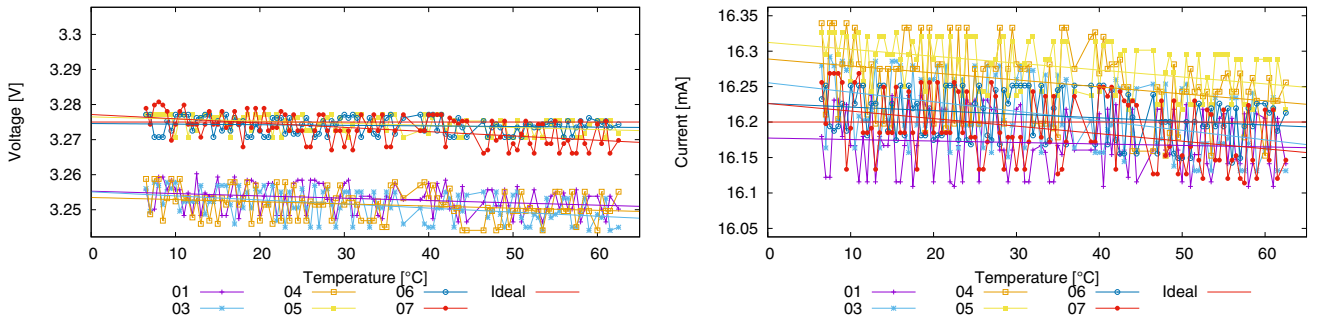 3.3
3.29
3.28
3.27
3.26
3.25
Voltage [V]
0 10 20 30 40 50 60
Temperature [°C]
01 04 06 Ideal
03 05 07
16.35
16.3
16.25
16.2
16.15
16.1
16.05
Current [mA]
0 10 20 30 40 50 60
Temperature [°C]
01 04 06 Ideal
03 05 07